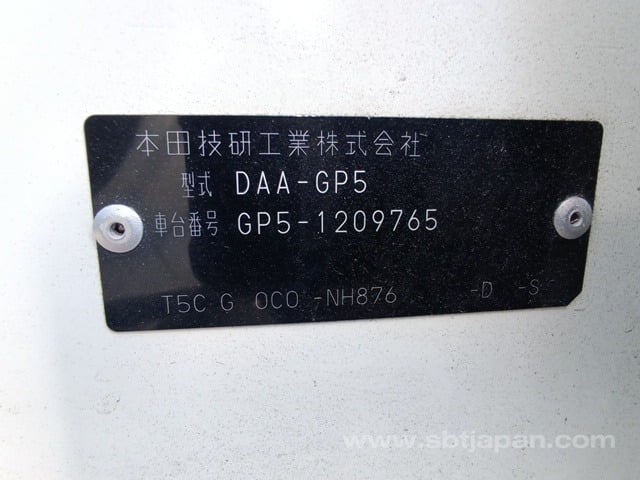 本田技研工業株式会社
型式 DAA-GP5
車台番号 GP5-1209765
T5C G 0C0 -NH876 -D -S
www.sbtjapan.com